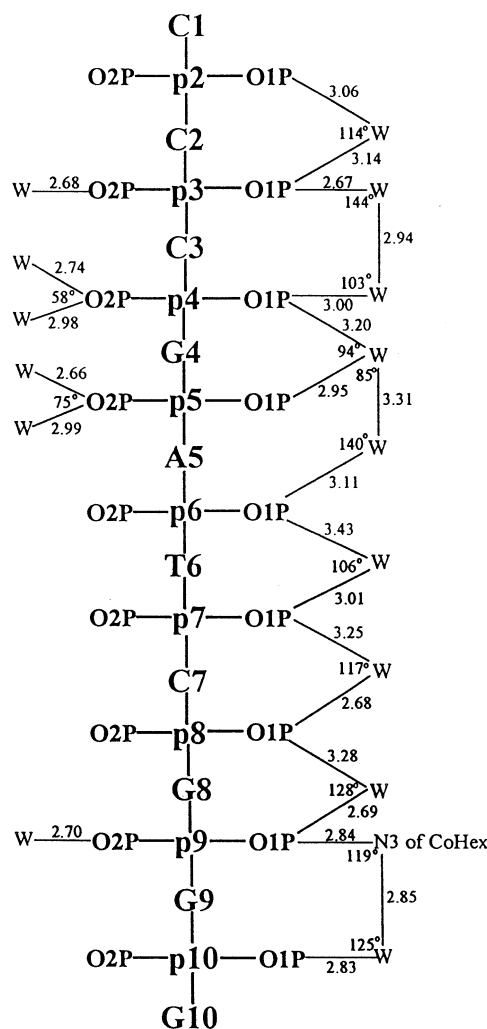 C1
O2P p2 O1P
3.06
114° W
C2
3.14
W 2.68 O2P p3 O1P 2.67 W
144°
C3
2.94
W
2.74
103°
58° O2P p4 O1P 3.00 W
W
2.98
3.20
G4
94° W
W
85°
2.66
75° O2P p5 O1P 2.95
3.31
W
2.99
A5
140° W
3.11
O2P p6 O1P
3.43
T6
106° W
3.01
O2P p7 O1P
3.25
C7
117° W
2.68
O2P p8 O1P
3.28
G8
128° W
2.69
W 2.70 O2P p9 O1P 2.84 N3 of CoHex
119°
G9
2.85
125°
O2P p10 O1P 2.83 W
G10